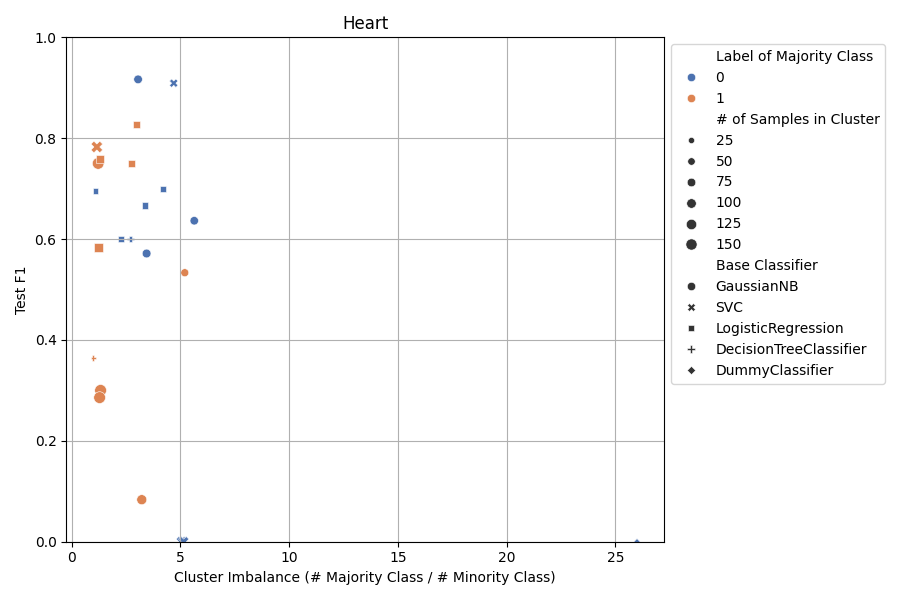 Heart
1.0
0.8
0.6
0.4
0.2
0.0
Test F1
0
5
10
15
20
25
Cluster Imbalance (# Majority Class / # Minority Class)
Label of Majority Class
0
1
# of Samples in Cluster
25
50
75
100
125
150
Base Classifier
GaussianNB
SVC
LogisticRegression
DecisionTreeClassifier
DummyClassifier